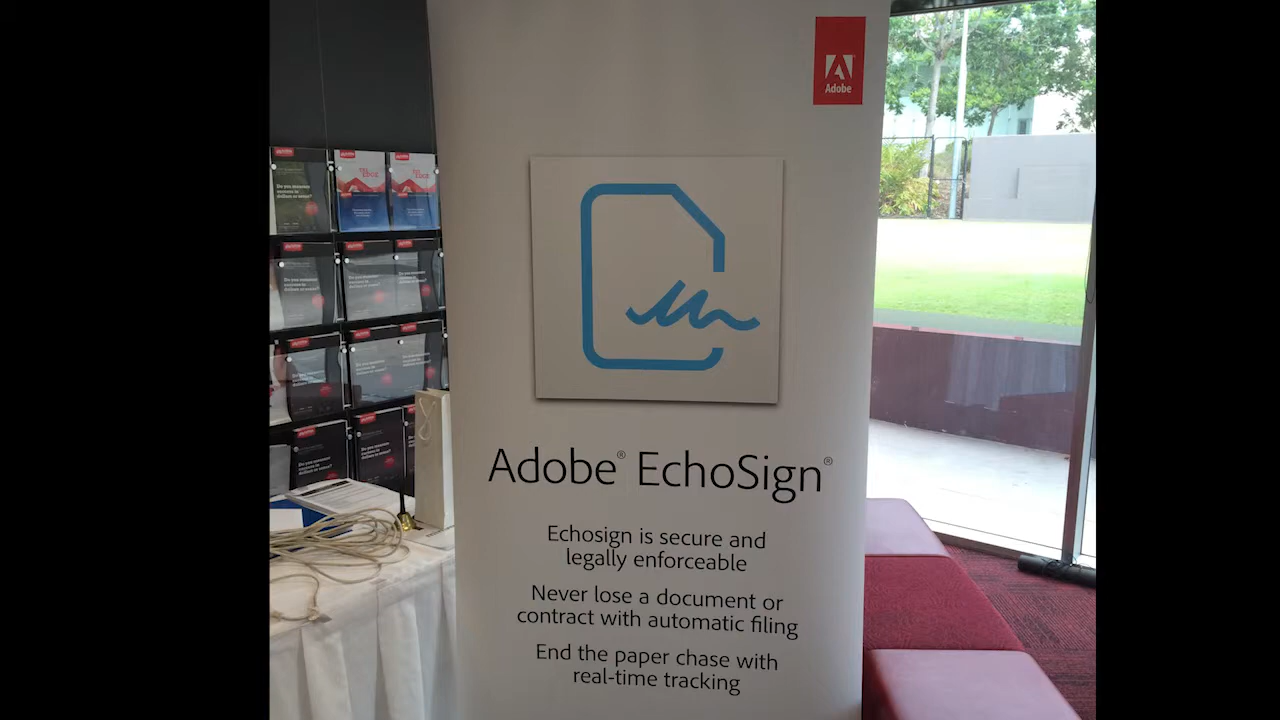 Adobe
Adobe® EchoSign®
Echosign is secure and
legally enforceable
Never lose a document or
contract with automatic filing
End the paper chase with
real-time tracking